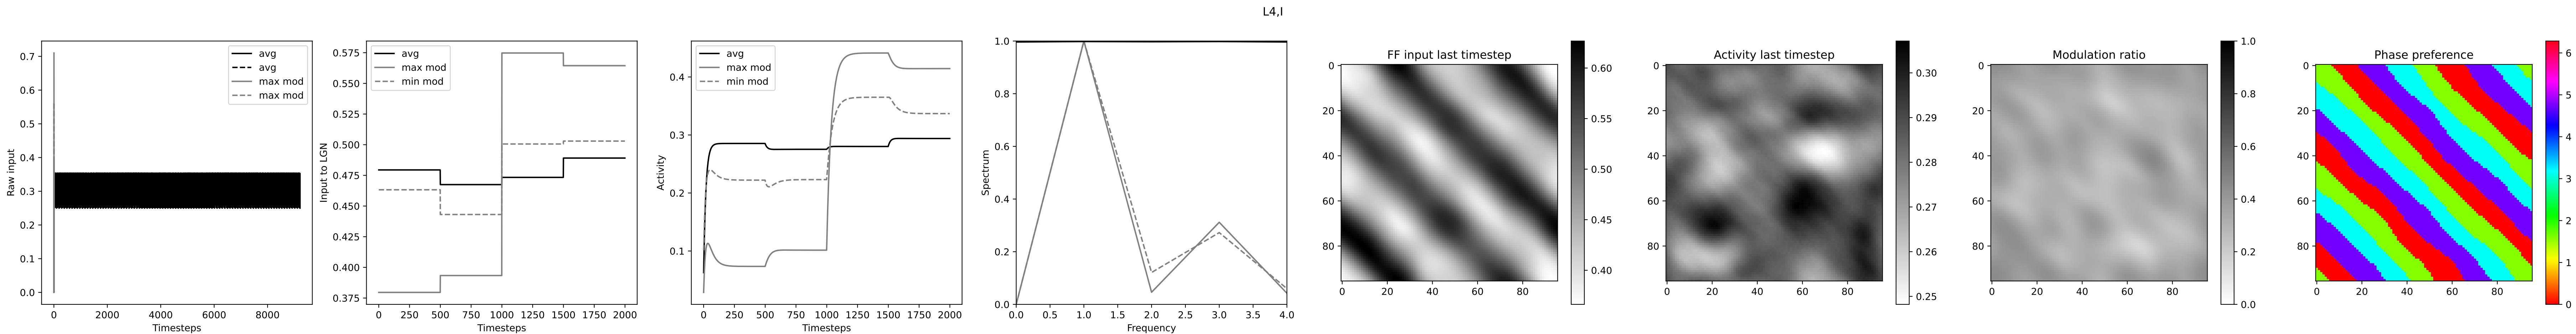 L4,I
Raw input
0.7
0.6
0.5
0.4
0.3
0.2
0.1
0.0
avg
avg
max mod
max mod
0 2000 4000 6000 8000
Timesteps
Input to LGN
0.575
0.550
0.525
0.500
0.475
0.450
0.425
0.400
0.375
avg
max mod
min mod
0 250 500 750 1000 1250 1500 1750 2000
Timesteps
Activity
0.4
0.3
0.2
0.1
avg
max mod
min mod
0 250 500 750 1000 1250 1500 1750 2000
Timesteps
Spectrum
1.0
0.8
0.6
0.4
0.2
0.0
0.0 0.5 1.0 1.5 2.0 2.5 3.0 3.5 4.0
Frequency
FF input last timestep
0
20
40
60
80
0 20 40 60 80
0.60
0.55
0.50
0.45
0.40
Activity last timestep
0
20
40
60
80
0 20 40 60 80
0.30
0.29
0.28
0.27
0.26
0.25
Modulation ratio
0
20
40
60
80
0 20 40 60 80
1.0
0.8
0.6
0.4
0.2
0.0
Phase preference
0
20
40
60
80
0 20 40 60 80
6
5
4
3
2
1
0